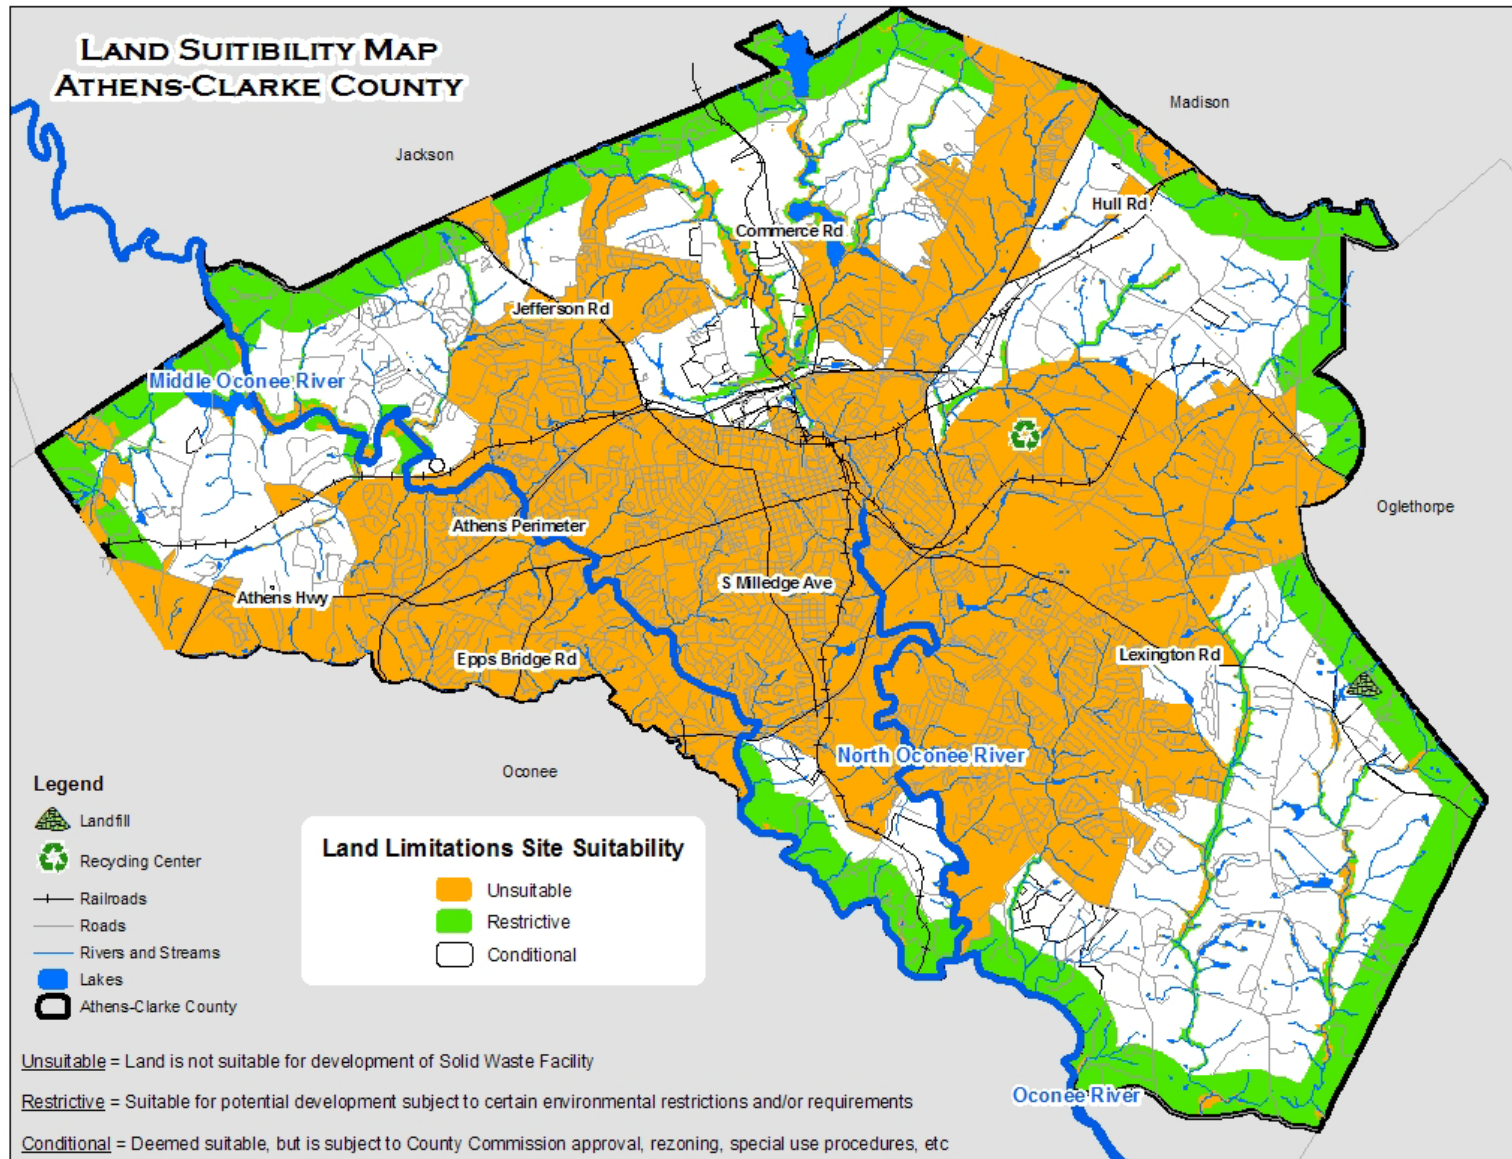 LAND SUITIBILITY MAP
ATHENS-CLARKE COUNTY
Madison
Jackson
Hull Rd
Commerce Rd
Jefferson Rd
Middle Oconee River
Oglethorpe
Athens Perimeter
S Milledge Ave
Athens Hwy
Lexington Rd
Epps Bridge Rd
North Oconee River
Oconee
Oconee River
Legend
Landfill
Recycling Center
Railroads
Roads
Rivers and Streams
Lakes
Athens-Clarke County
Land Limitations Site Suitability
Unsuitable
Restrictive
Conditional
Unsuitable = Land is not suitable for development of Solid Waste Facility
Restrictive = Suitable for potential development subject to certain environmental restrictions and/or requirements
Conditional = Deemed suitable, but is subject to County Commission approval, rezoning, special use procedures, etc